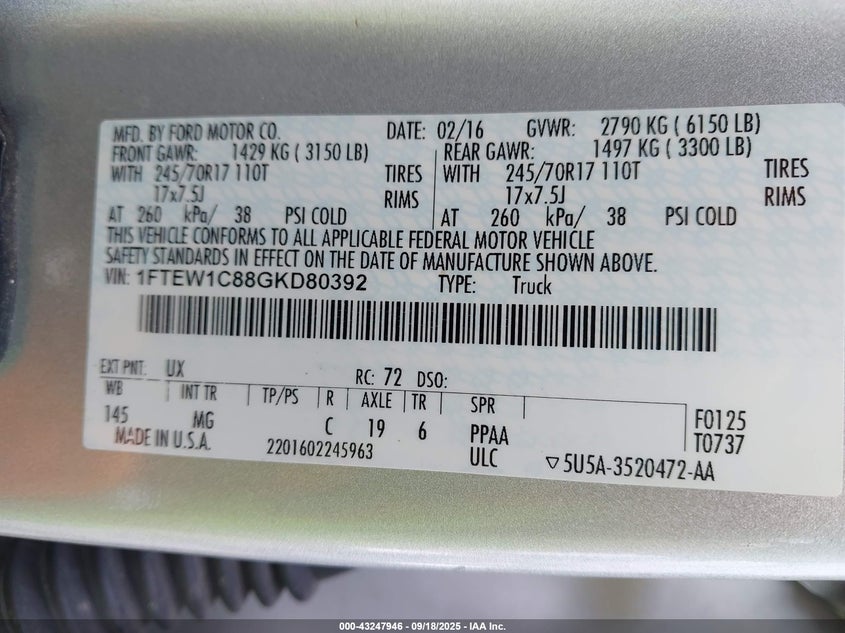 MFD. BY FORD MOTOR CO. DATE: 02/16 GVWR: 2790 KG ( 6150 LB)
FRONT GAWR: 1429 KG ( 3150 LB) REAR GAWR: 1497 KG ( 3300 LB)
WITH 245/70R17 110T TIRES WITH 245/70R17 110T TIRES
17x7.5J RIMS 17x7.5J RIMS
AT 260 kPa/ 38 PSI COLD AT 260 kPa/ 38 PSI COLD
THIS VEHICLE CONFORMS TO ALL APPLICABLE FEDERAL MOTOR VEHICLE
SAFETY STANDARDS IN EFFECT ON THE DATE OF MANUFACTURE SHOWN ABOVE.
VIN: 1FTEW1C88GKD80392 TYPE: Truck
EXT PNT: UX RC: 72 DSO:
WB INT TR TP/PS R AXLE TR SPR
145 MG C 19 6 PPAA F0125
MADE IN U.S.A. 2201602245963 ULC T0737
▽5U5A-3520472-AA
000-43247946 - 09/18/2025 - IAA Inc.